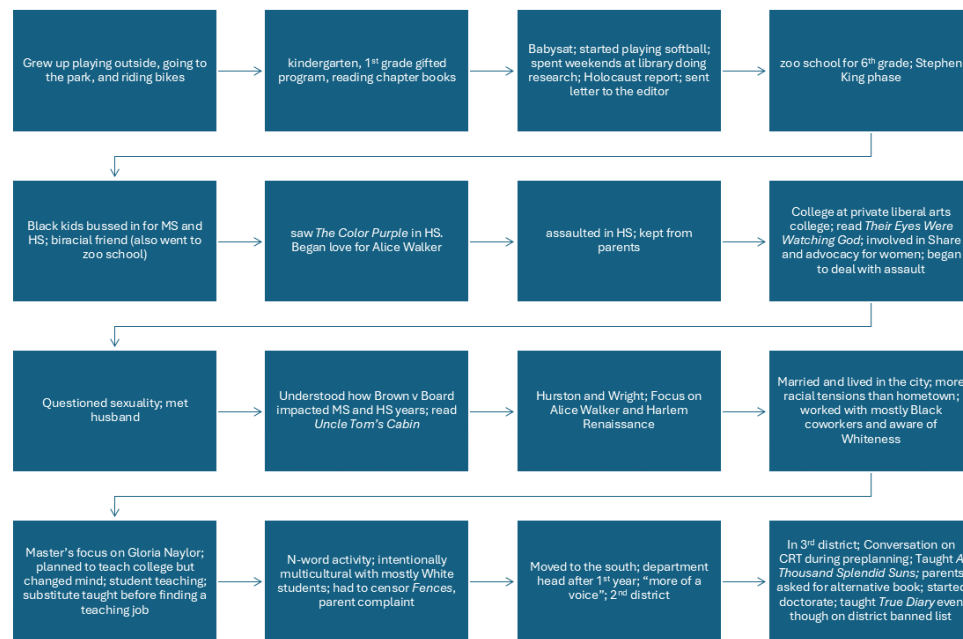 Grew up playing outside, going
to the park, and riding bikes
kindergarten, 1st grade gifted
program, reading chapter books
Babysat; started playing softball;
spent weekends at library doing
research; Holocaust report; sent
letter to the editor
zoo school for 6th grade; Stephen
King phase
Black kids bussed in for MS and
HS; biracial friend (also went to
zoo school)
saw The Color Purple in HS.
Began love for Alice Walker
assaulted in HS; kept from
parents
College at private liberal arts
college; read Their Eyes Were
Watching God; involved in Share
and advocacy for women; began
to deal with assault
Questioned sexuality; met
husband
Understood how Brown v Board
impacted MS and HS years; read
Uncle Tom's Cabin
Hurston and Wright; Focus on
Alice Walker and Harlem
Renaissance
Married and lived in the city; more
racial tensions than hometown;
worked with mostly Black
coworkers and aware of
Whiteness
Master's focus on Gloria Naylor;
planned to teach college but
changed mind; student teaching;
substitute taught before finding a
teaching job
N-word activity; intentionally
multicultural with mostly White
students; had to censor Fences,
parent complaint
Moved to the south; department
head after 1st year; "more of a
voice"; 2nd district
In 3rd district; Conversation on
CRT during preplanning; Taught A
Thousand Splendid Suns; parents
asked for alternative book; started
doctorate; taught True Diary even
though on district banned list